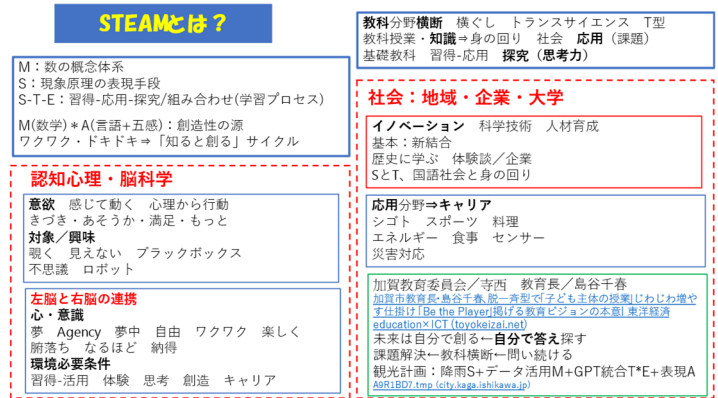 STEAMとは？
M：数の概念体系
S：現象原理の表現手段
S-T-E：習得-応用-探究/組み合わせ(学習プロセス)
M(数学)＊A(言語+五感)：創造性の源
ワクワク・ドキドキ⇒「知ると創る」サイクル
認知心理・脳科学
意欲　感じて動く　心理から行動
きづき・あそうか・満足・もっと
対象／興味
覗く　見えない　ブラックボックス
不思議　ロボット
左脳と右脳の連携
心・意識
夢　Agency　夢中　自由　ワクワク　楽しく
腑落ち　なるほど　納得
環境必要条件
習得-活用　体験　思考　創造　キャリア
教科分野横断　横ぐし　トランスサイエンス　T型
教科授業・知識⇒身の回り　社会　応用（課題）
基礎教科　習得-応用　探究（思考力）
社会：地域・企業・大学
イノベーション　科学技術　人材育成
基本：新結合
歴史に学ぶ　体験談／企業
SとT、国語社会と身の回り
応用分野⇒キャリア
シゴト　スポーツ　料理
エネルギー　食事　センサー
災害対応
加賀教育委員会／寺西　教育長／島谷千春
加賀市教育長･島谷千春､脱一斉型で｢子ども主体の授業｣じわじわ増や
す仕掛け｢Be the Player｣掲げる教育ビジョンの本意| 東洋経済
education×ICT (toyokeizai.net)
未来は自分で創る←自分で答え探す
課題解決←教科横断←問い続ける
観光計画：降雨S+データ活用M+GPT統合T*E+表現A
A9R1BD7.tmp (city.kaga.ishikawa.jp)